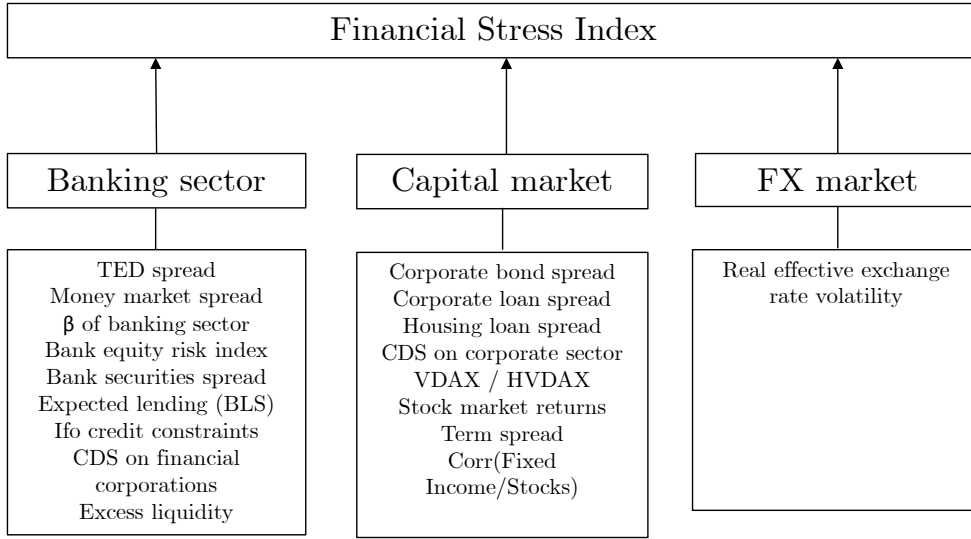 Financial Stress Index
Banking sector
Capital market
FX market
TED spread
Money market spread
β of banking sector
Bank equity risk index
Bank securities spread
Expected lending (BLS)
Ifo credit constraints
CDS on financial
corporations
Excess liquidity
Corporate bond spread
Corporate loan spread
Housing loan spread
CDS on corporate sector
VDAX / HVDAX
Stock market returns
Term spread
Corr(Fixed
Income/Stocks)
Real effective exchange
rate volatility